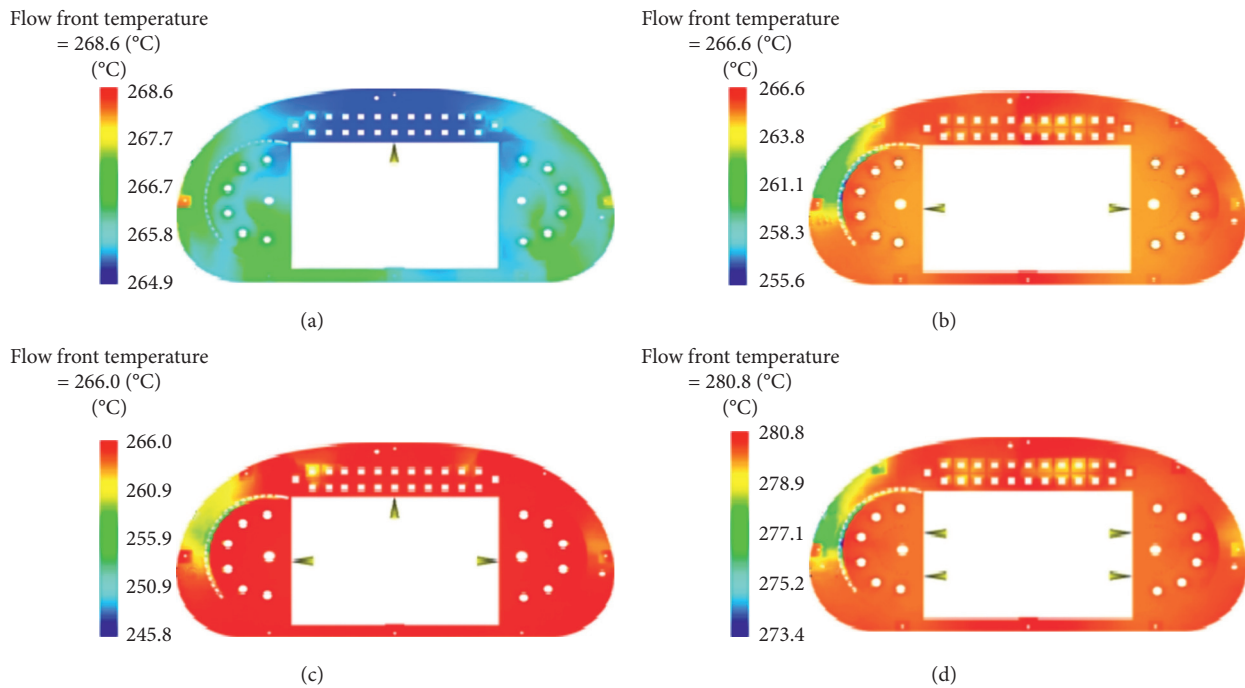 Flow front temperature
= 268.6 (°C)
(°C)
268.6
267.7
266.7
265.8
264.9
(a)
Flow front temperature
= 266.6 (°C)
(°C)
266.6
263.8
261.1
258.3
255.6
(b)
Flow front temperature
= 266.0 (°C)
(°C)
266.0
260.9
255.9
250.9
245.8
(c)
Flow front temperature
= 280.8 (°C)
(°C)
280.8
278.9
277.1
275.2
273.4
(d)